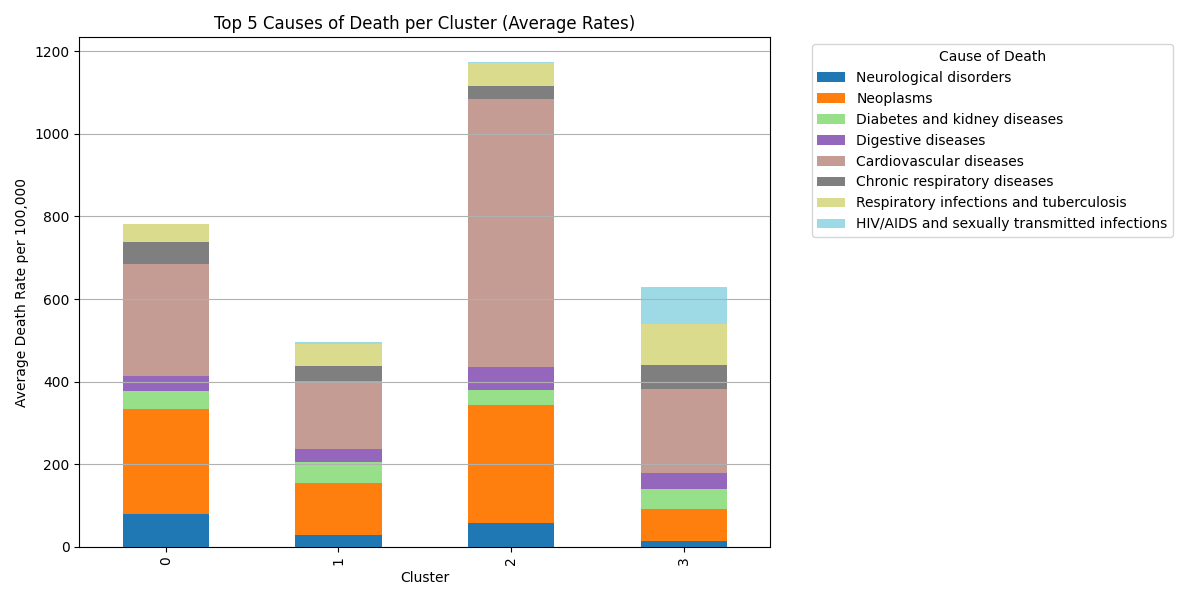 Top 5 Causes of Death per Cluster (Average Rates)
Average Death Rate per 100,000
1200
1000
800
600
400
200
0
0
1
2
3
Cluster
Cause of Death
Neurological disorders
Neoplasms
Diabetes and kidney diseases
Digestive diseases
Cardiovascular diseases
Chronic respiratory diseases
Respiratory infections and tuberculosis
HIV/AIDS and sexually transmitted infections